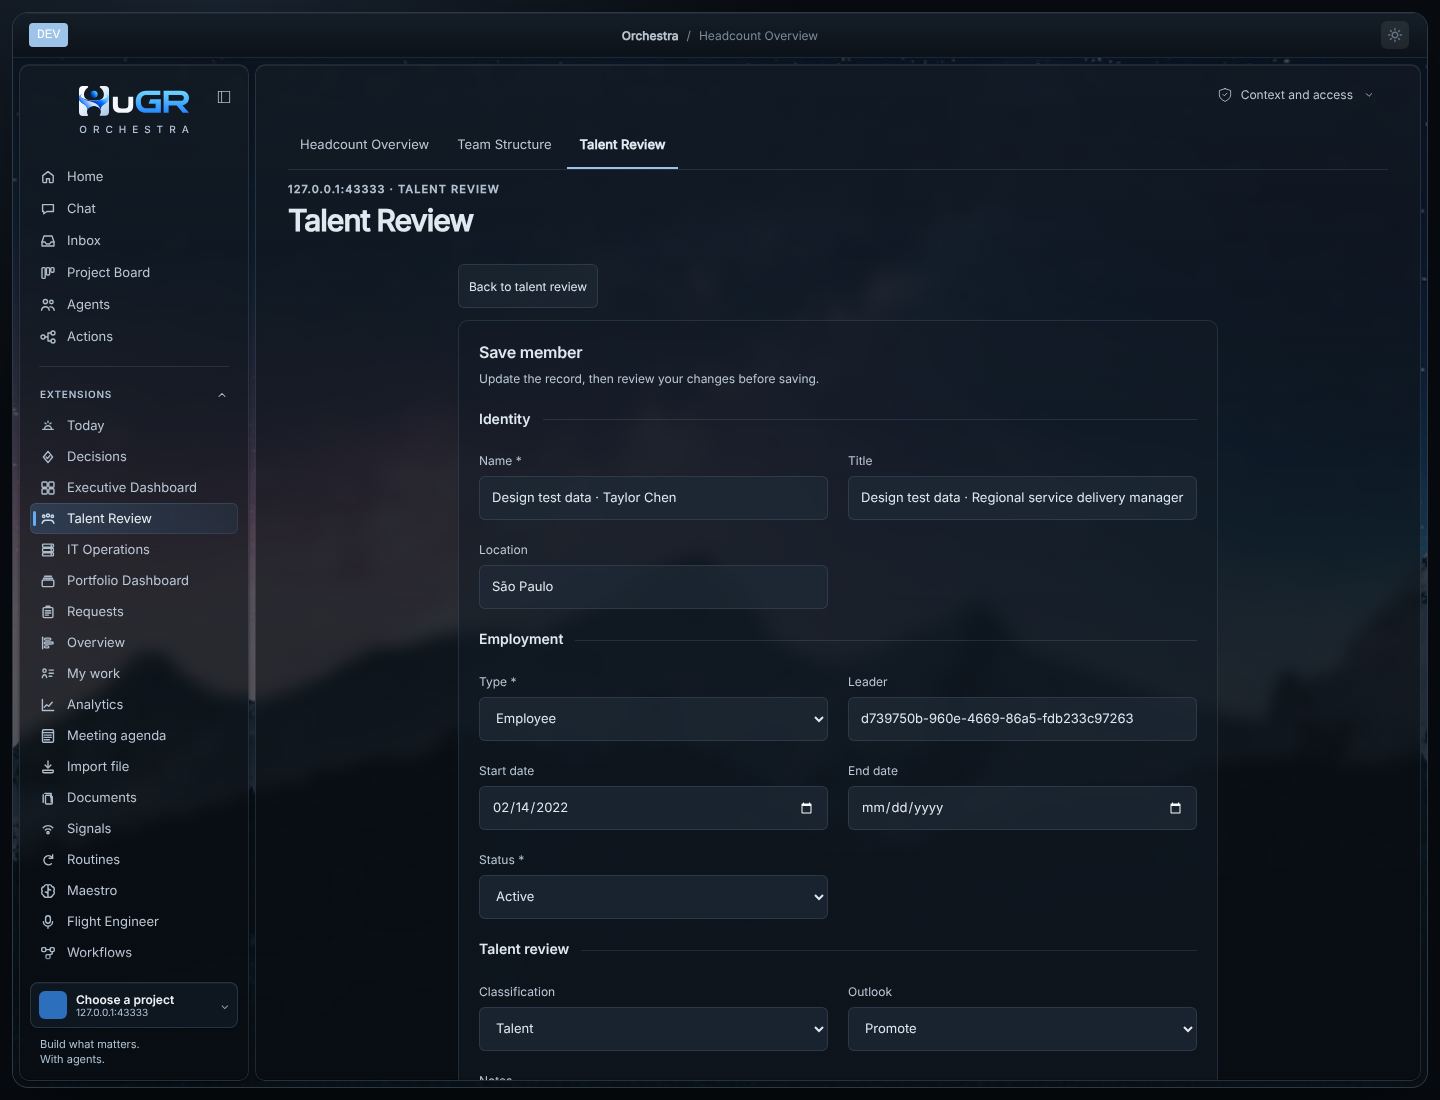 DEV
Orchestra / Headcount Overview
HuGR
ORCHESTRA
Context and access
Home
Chat
Inbox
Project Board
Agents
Actions
EXTENSIONS
Today
Decisions
Executive Dashboard
Talent Review
IT Operations
Portfolio Dashboard
Requests
Overview
My work
Analytics
Meeting agenda
Import file
Documents
Signals
Routines
Maestro
Flight Engineer
Workflows
Choose a project
127.0.0.1:43333
Build what matters.
With agents.
Headcount Overview Team Structure Talent Review
127.0.0.1:43333 · TALENT REVIEW
Talent Review
Back to talent review
Save member
Update the record, then review your changes before saving.
Identity
Name * Title
Design test data · Taylor Chen Design test data · Regional service delivery manager
Location
São Paulo
Employment
Type * Leader
Employee d739750b-960e-4669-86a5-fdb233c97263
Start date End date
02/14/2022 mm/dd/yyyy
Status *
Active
Talent review
Classification Outlook
Talent Promote
Notes